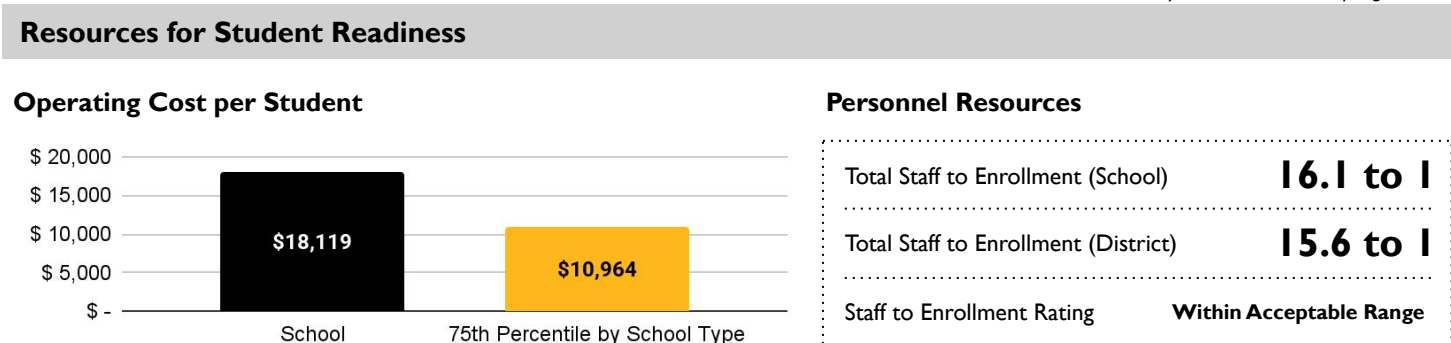 Resources for Student Readiness
Operating Cost per Student
$ 20,000
$ 15,000
$ 10,000
$ 5,000
$ -
$18,119
$10,964
School
75th Percentile by School Type
Personnel Resources
Total Staff to Enrollment (School) 16.1 to 1
Total Staff to Enrollment (District) 15.6 to 1
Staff to Enrollment Rating Within Acceptable Range